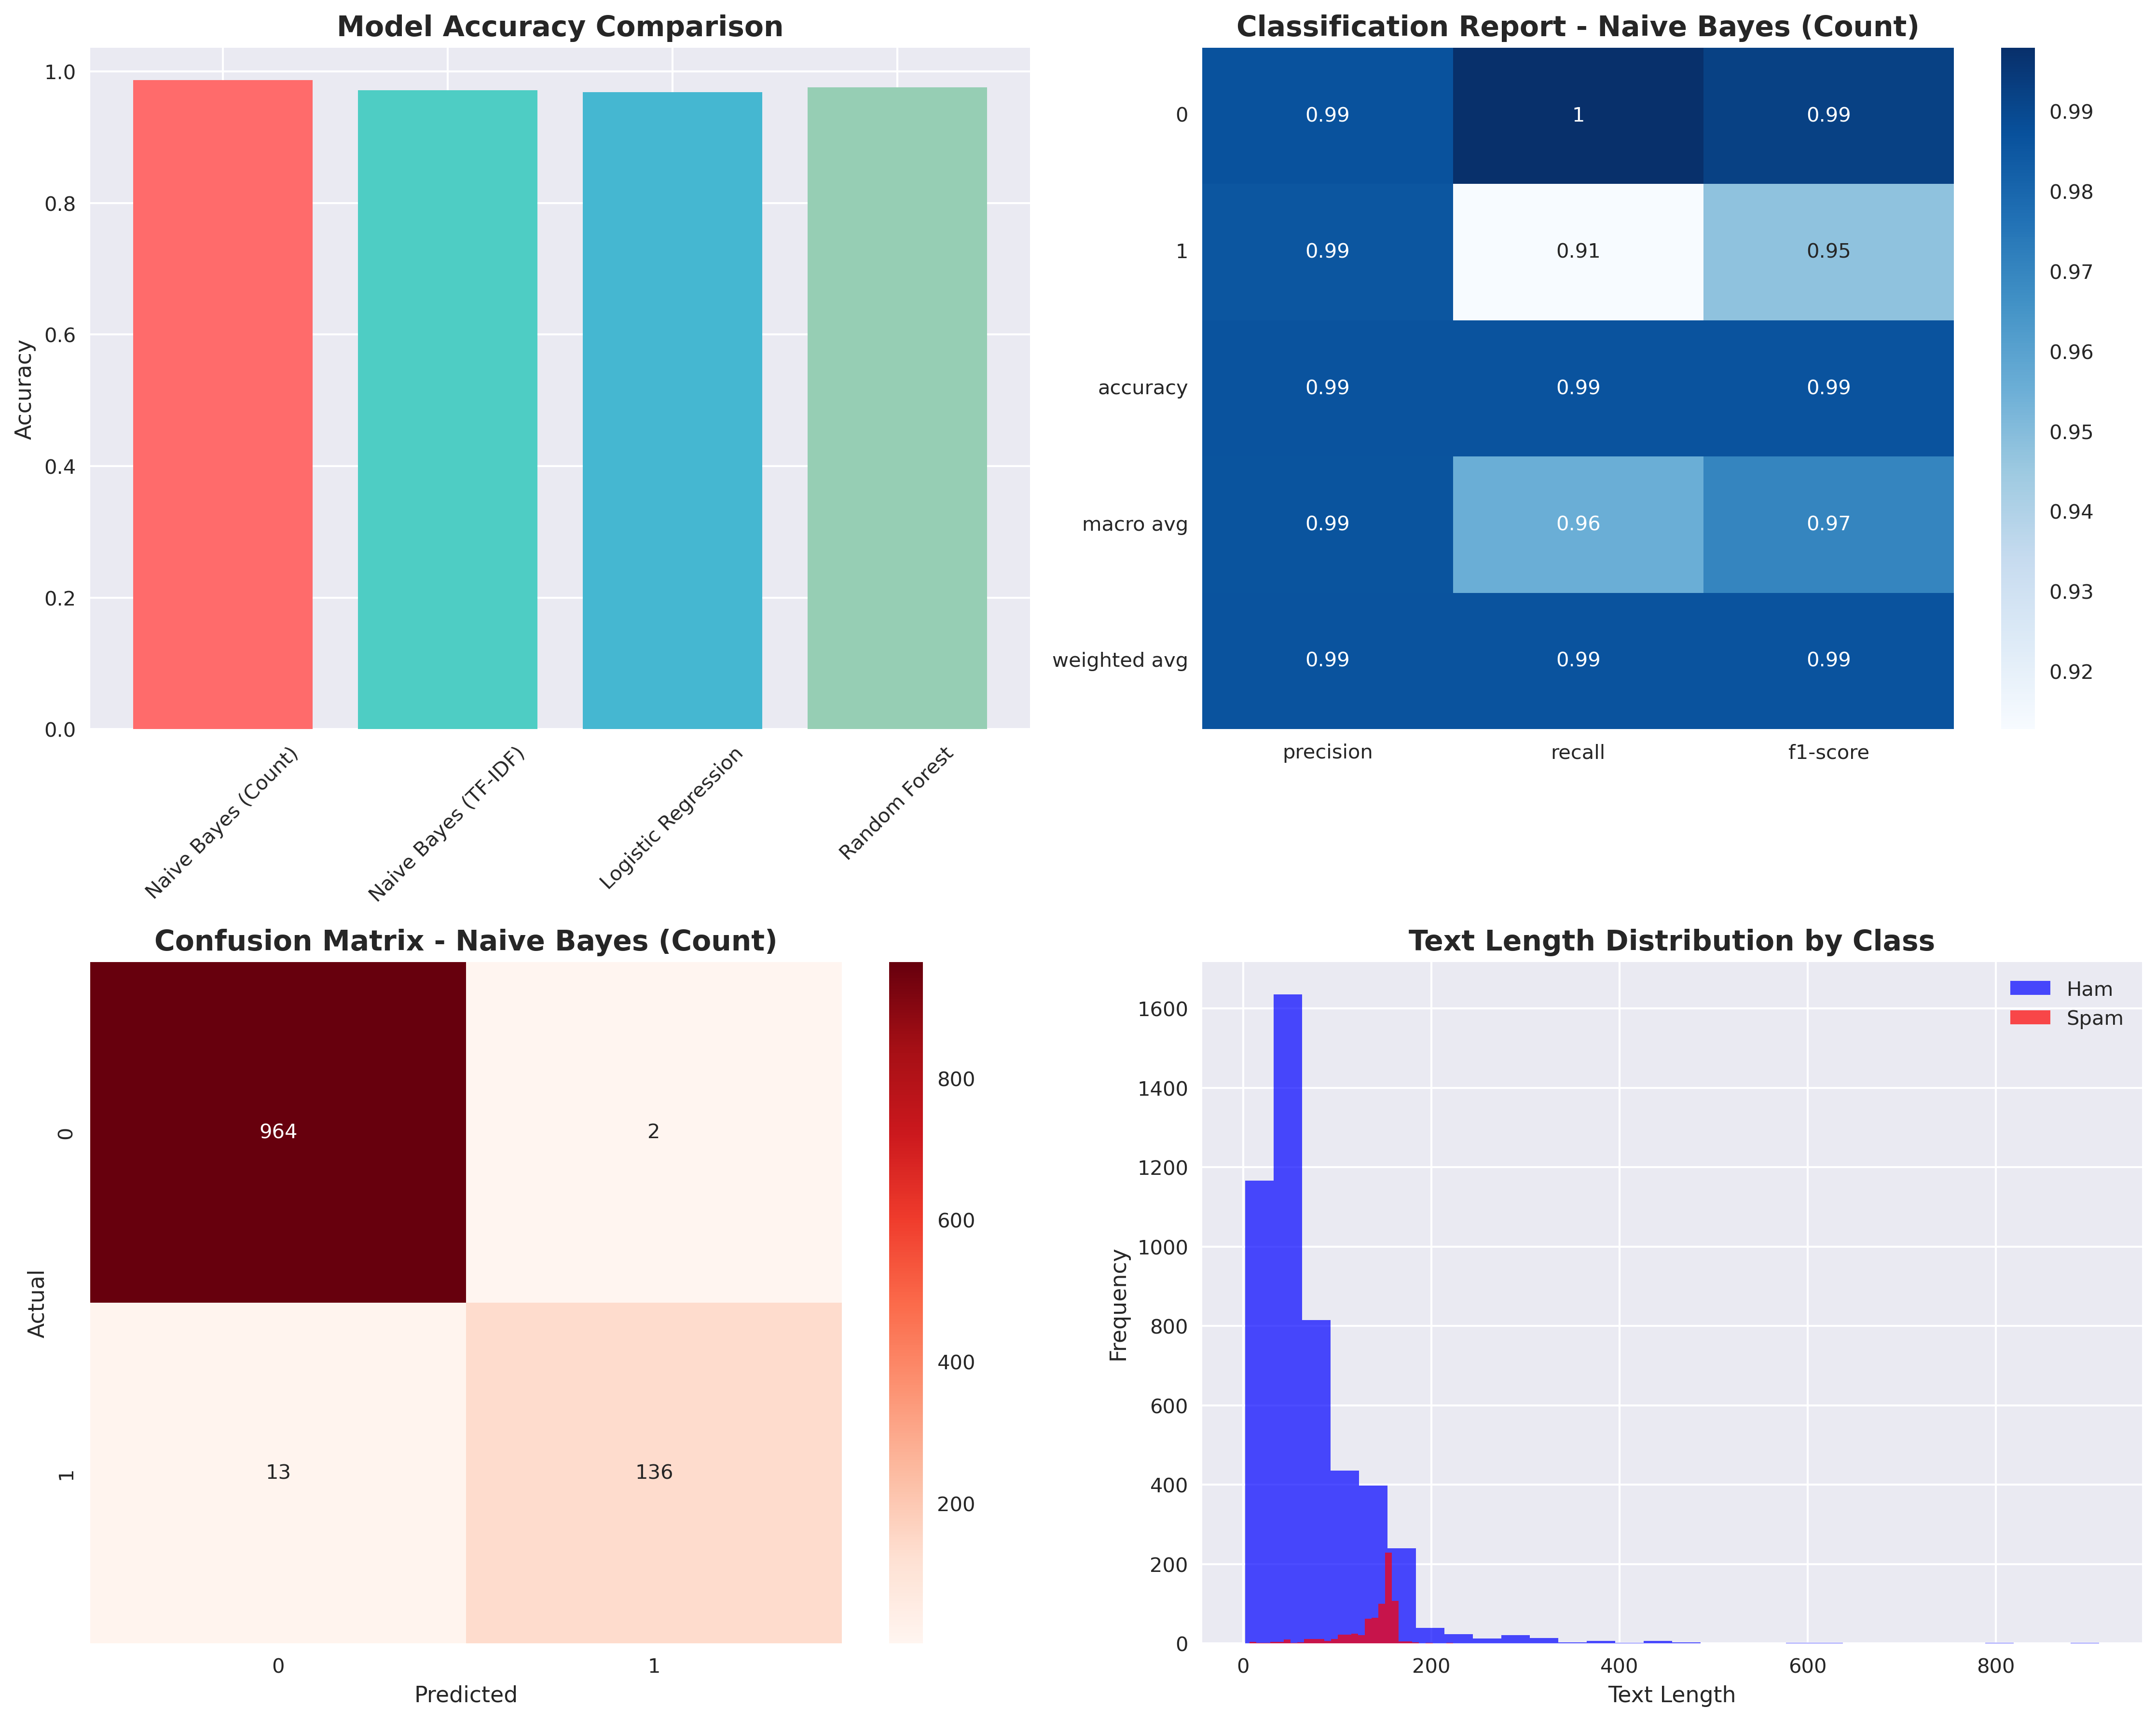 Model Accuracy Comparison
1.0
0.8
0.6
0.4
0.2
0.0
Accuracy
Naive Bayes (Count)
Naive Bayes (TF-IDF)
Logistic Regression
Random Forest
Classification Report - Naive Bayes (Count)
0 0.99 1 0.99
1 0.99 0.91 0.95
accuracy 0.99 0.99 0.99
macro avg 0.99 0.96 0.97
weighted avg 0.99 0.99 0.99
precision recall f1-score
0.99
0.98
0.97
0.96
0.95
0.94
0.93
0.92
Confusion Matrix - Naive Bayes (Count)
Actual
0 964 2
1 13 136
0 1
Predicted
800
600
400
200
Text Length Distribution by Class
Ham
Spam
1600
1400
1200
1000
800
600
400
200
0
Frequency
0 200 400 600 800
Text Length